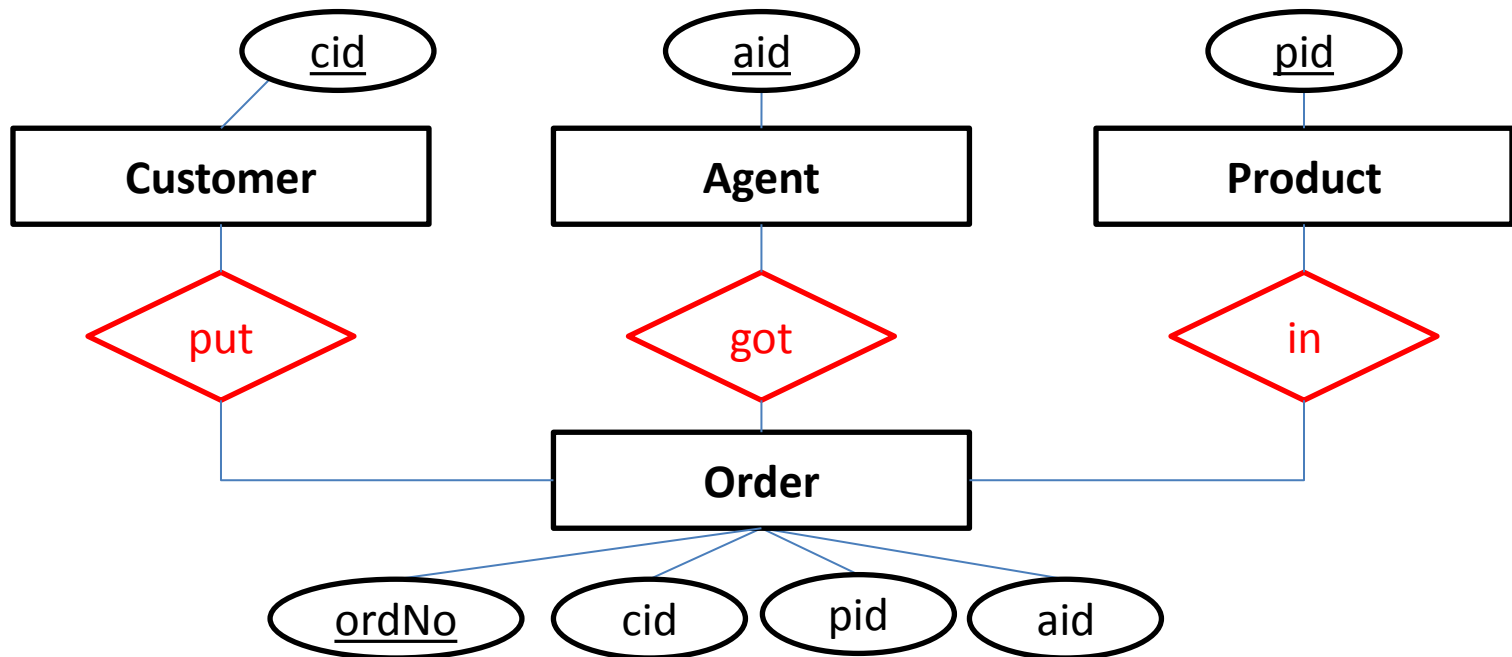 cid
aid
pid
Customer
Agent
Product
put
got
in
Order
ordNo
cid
pid
aid